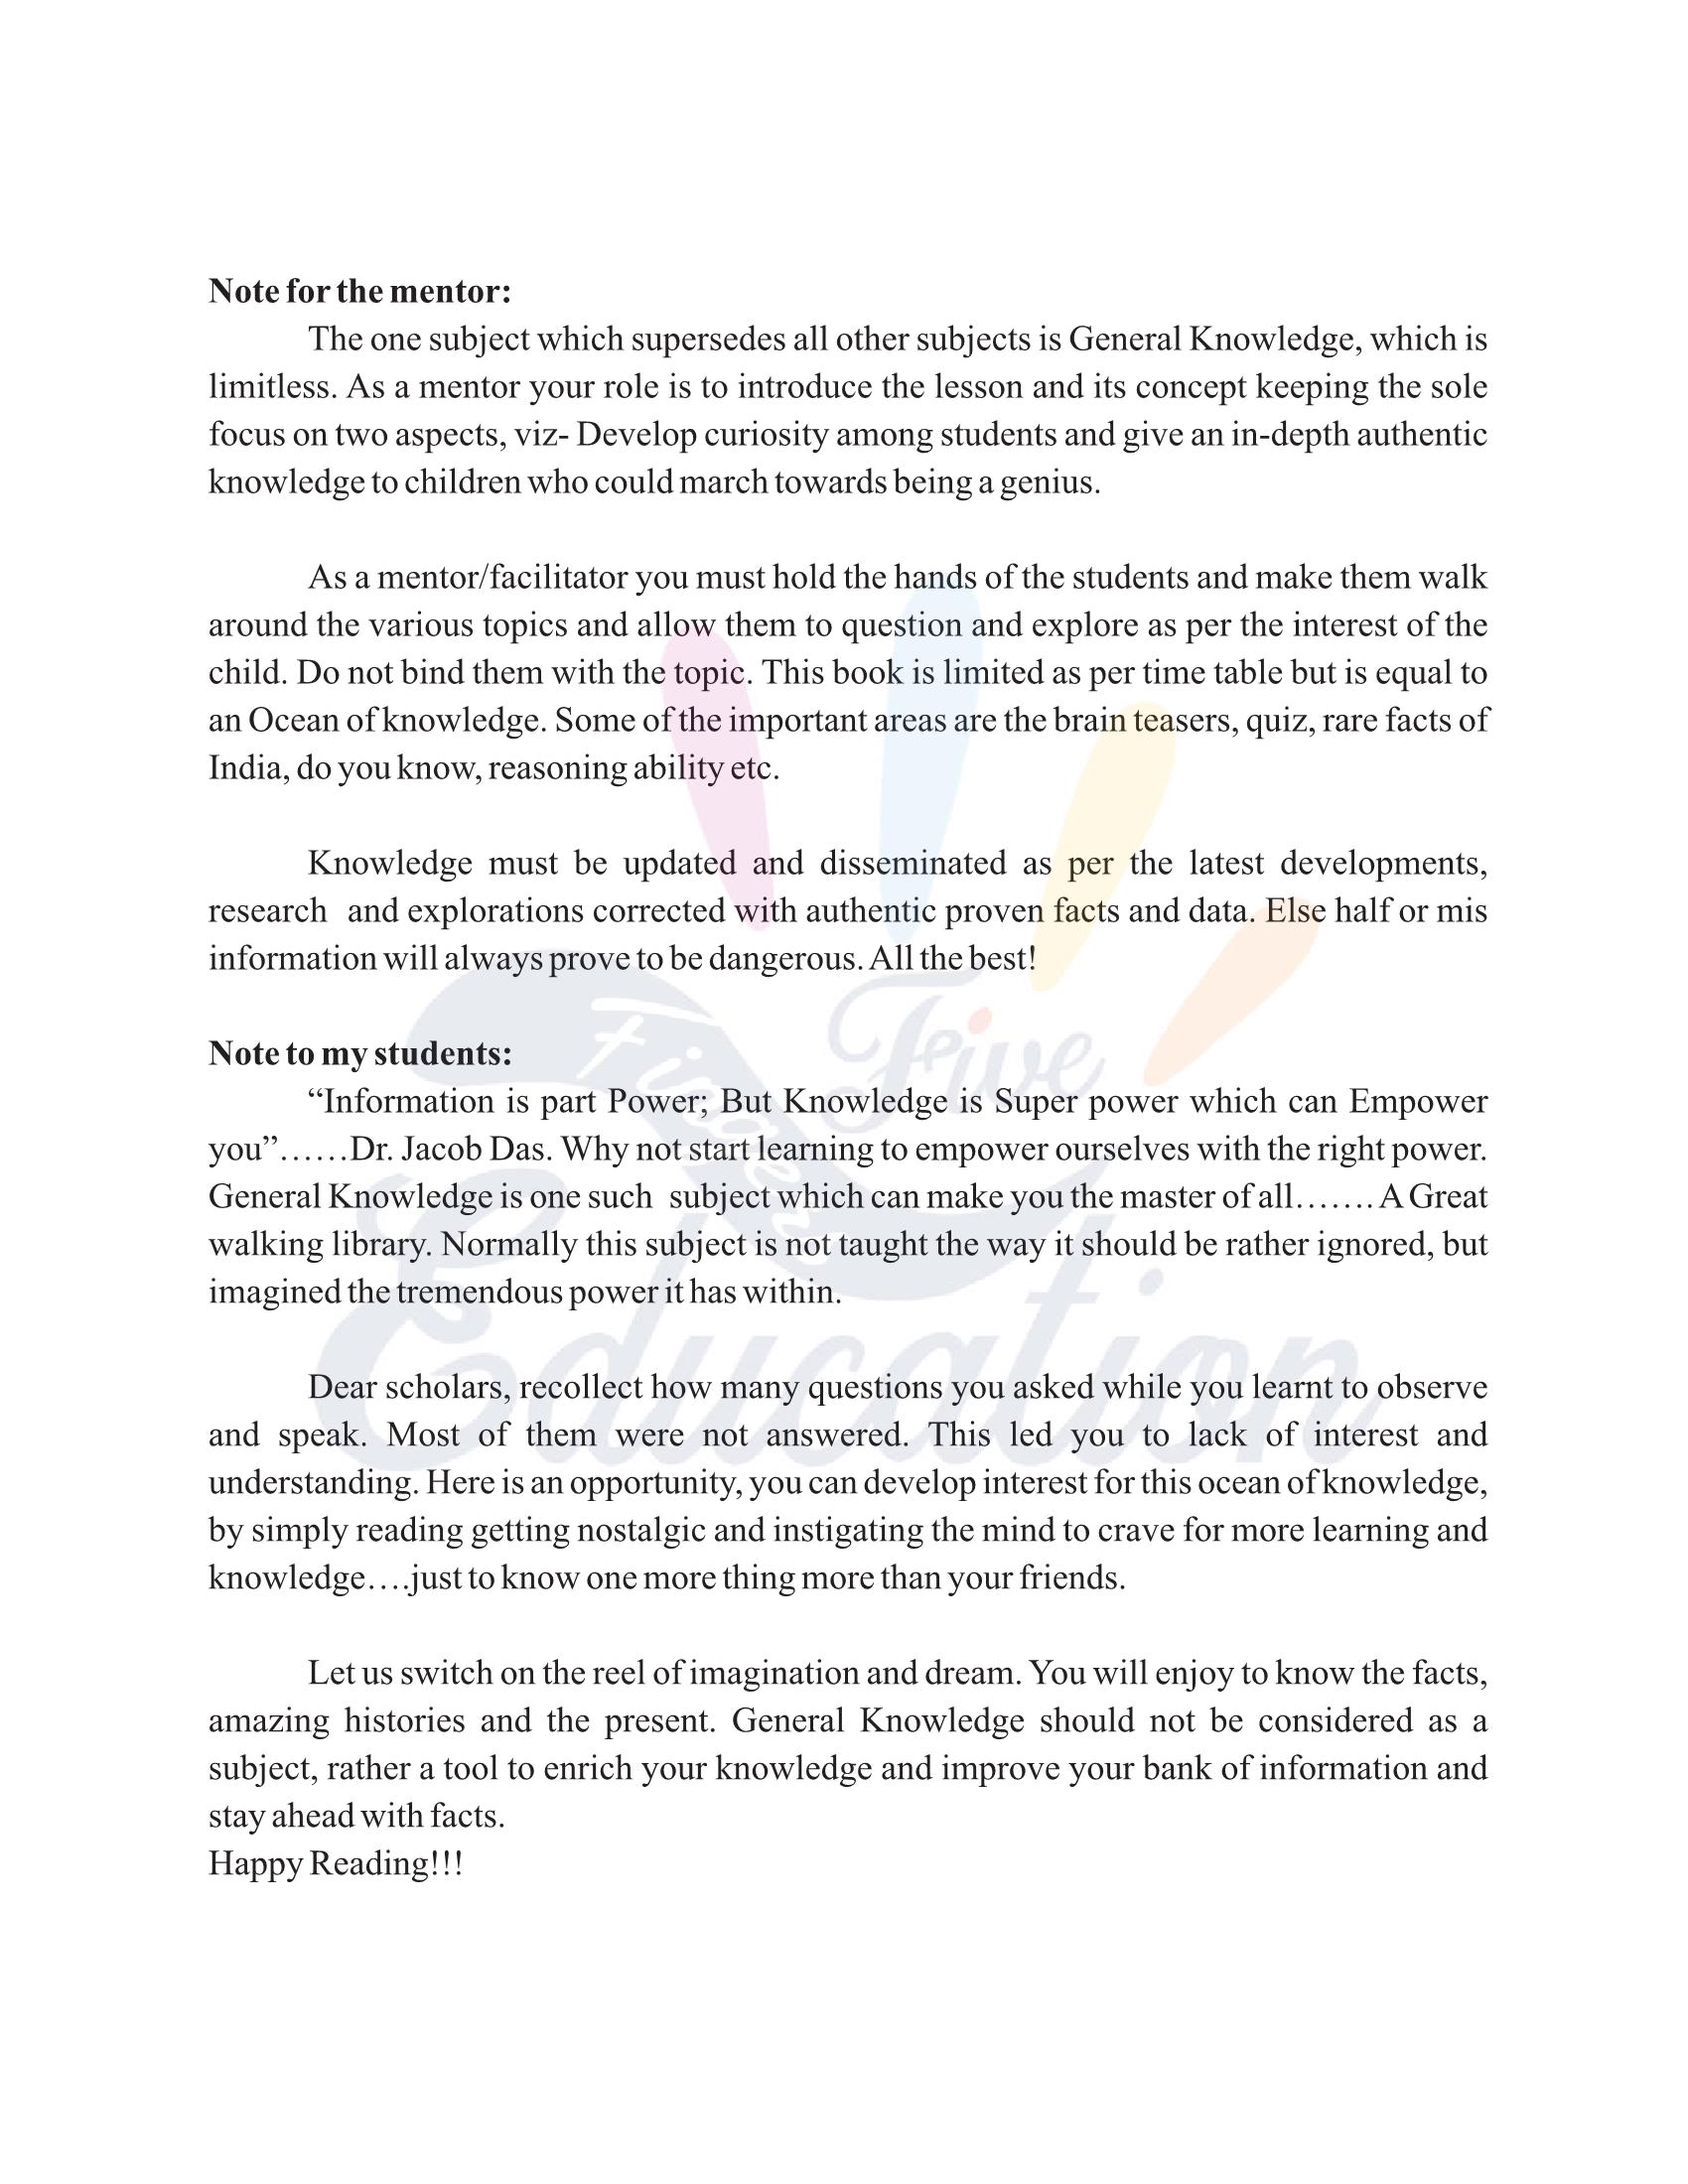 Note for the mentor:
The one subject which supersedes all other subjects is General Knowledge, which is
limitless. As a mentor your role is to introduce the lesson and its concept keeping the sole
focus on two aspects, viz- Develop curiosity among students and give an in-depth authentic
knowledge to children who could march towards being a genius.
As a mentor/facilitator you must hold the hands of the students and make them walk
around the various topics and allow them to question and explore as per the interest of the
child. Do not bind them with the topic. This book is limited as per time table but is equal to
an Ocean of knowledge. Some of the important areas are the brain teasers, quiz, rare facts of
India, do you know, reasoning ability etc.
Knowledge must be updated and disseminated as per the latest developments,
research and explorations corrected with authentic proven facts and data. Else half or mis
information will always prove to be dangerous. All the best!
Note to my students:
“Information is part Power; But Knowledge is Super power which can Empower
you”……Dr. Jacob Das. Why not start learning to empower ourselves with the right power.
General Knowledge is one such subject which can make you the master of all……. A Great
walking library. Normally this subject is not taught the way it should be rather ignored, but
imagined the tremendous power it has within.
Dear scholars, recollect how many questions you asked while you learnt to observe
and speak. Most of them were not answered. This led you to lack of interest and
understanding. Here is an opportunity, you can develop interest for this ocean of knowledge,
by simply reading getting nostalgic and instigating the mind to crave for more learning and
knowledge….just to know one more thing more than your friends.
Let us switch on the reel of imagination and dream. You will enjoy to know the facts,
amazing histories and the present. General Knowledge should not be considered as a
subject, rather a tool to enrich your knowledge and improve your bank of information and
stay ahead with facts.
Happy Reading!!!
Five
Fingers
Education